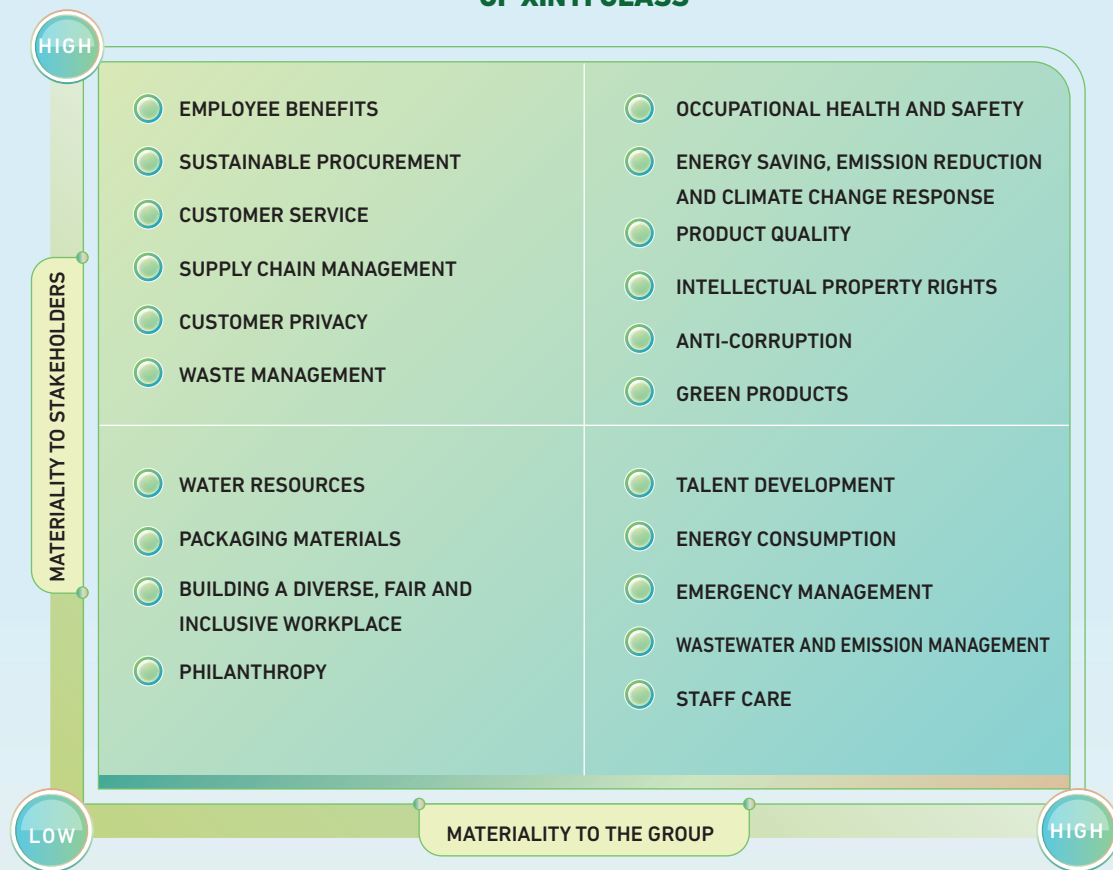 OF XINYI GLASS
HIGH
EMPLOYEE BENEFITS
SUSTAINABLE PROCUREMENT
CUSTOMER SERVICE
SUPPLY CHAIN MANAGEMENT
CUSTOMER PRIVACY
WASTE MANAGEMENT
OCCUPATIONAL HEALTH AND SAFETY
ENERGY SAVING, EMISSION REDUCTION
AND CLIMATE CHANGE RESPONSE
PRODUCT QUALITY
INTELLECTUAL PROPERTY RIGHTS
ANTI-CORRUPTION
GREEN PRODUCTS
MATERIALITY TO STAKEHOLDERS
WATER RESOURCES
PACKAGING MATERIALS
BUILDING A DIVERSE, FAIR AND
INCLUSIVE WORKPLACE
PHILANTHROPY
TALENT DEVELOPMENT
ENERGY CONSUMPTION
EMERGENCY MANAGEMENT
WASTEWATER AND EMISSION MANAGEMENT
STAFF CARE
LOW
MATERIALITY TO THE GROUP
HIGH